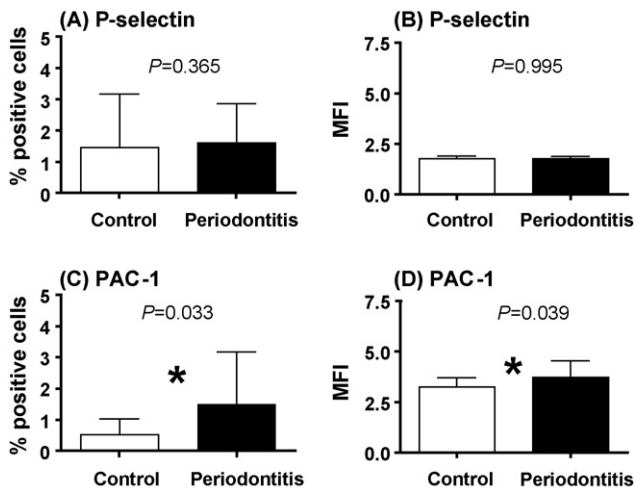 (A) P-selectin
% positive cells
5
4
3
2
1
0
P=0.365
Control Periodontitis
(B) P-selectin
MFI
7.5
5.0
2.5
0.0
P=0.995
Control Periodontitis
(C) PAC-1
% positive cells
5
4
3
2
1
0
P=0.033
*
Control Periodontitis
(D) PAC-1
MFI
7.5
5.0
2.5
0.0
P=0.039
*
Control Periodontitis